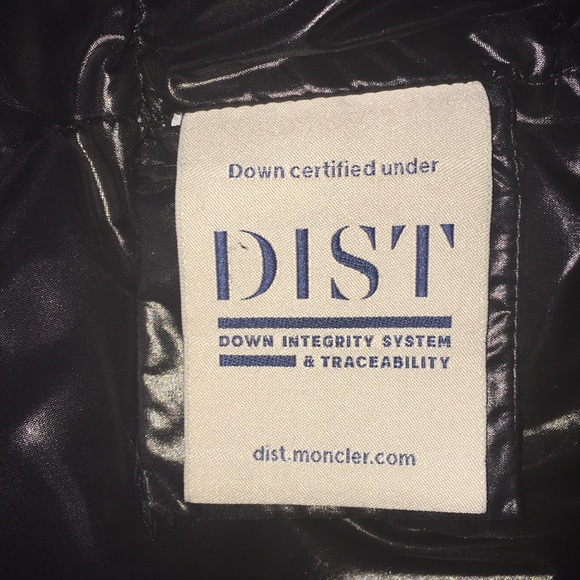 Down certified under
DIST
DOWN INTEGRITY SYSTEM
& TRACEABILITY
dist.moncler.com